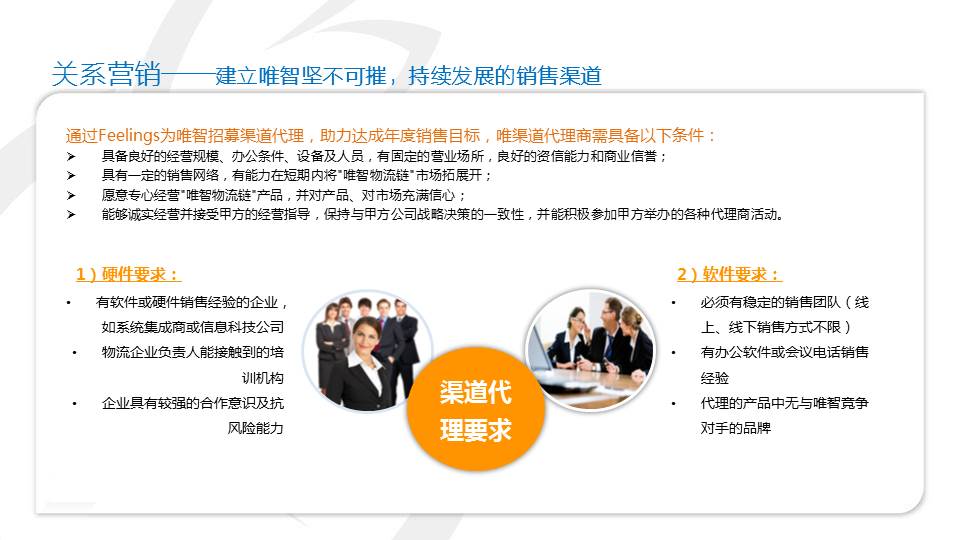 关系营销——建立唯智坚不可摧，持续发展的销售渠道
通过Feelings为唯智招募渠道代理，助力达成年度销售目标，唯渠道代理商需具备以下条件：
➢ 具备良好的经营规模、办公条件、设备及人员，有固定的营业场所，良好的资信能力和商业信誉；
➢ 具有一定的销售网络，有能力在短期内将"唯智物流链"市场拓展开；
➢ 愿意专心经营"唯智物流链"产品，并对产品、对市场充满信心；
➢ 能够诚实经营并接受甲方的经营指导，保持与甲方公司战略决策的一致性，并能积极参加甲方举办的各种代理商活动。
1）硬件要求：
• 有软件或硬件销售经验的企业，
如系统集成商或信息科技公司
• 物流企业负责人能接触到的培
训机构
• 企业具有较强的合作意识及抗
风险能力
渠道代
理要求
2）软件要求：
• 必须有稳定的销售团队（线
上、线下销售方式不限）
• 有办公软件或会议电话销售
经验
• 代理的产品中无与唯智竞争
对手的品牌